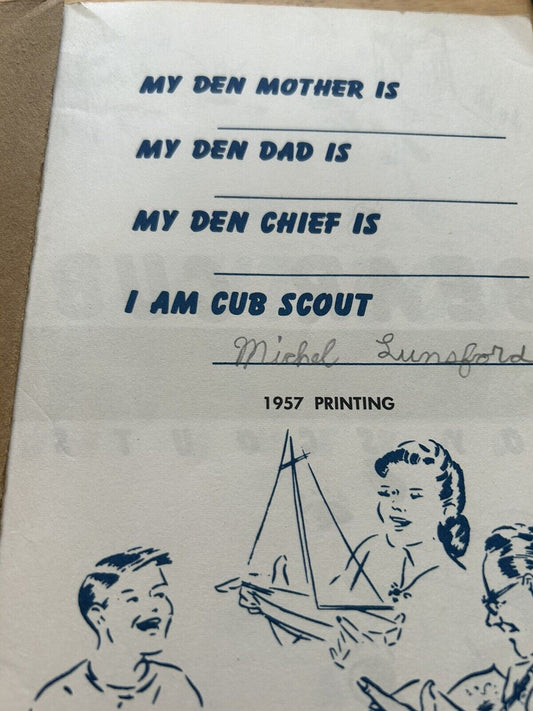 MY DEN MOTHER IS
MY DEN DAD IS
MY DEN CHIEF IS
I AM CUB SCOUT
Michel Lunsford
1957 PRINTING